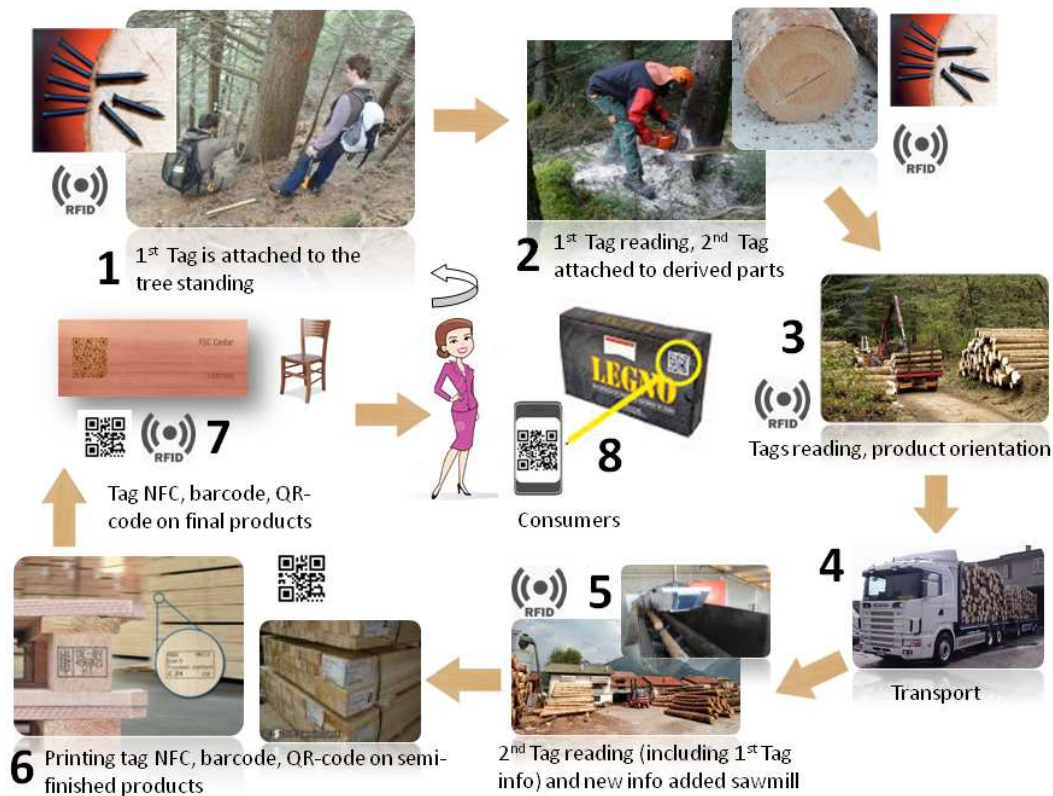 RFID
1
1st Tag is attached to the
tree standing
2
1st Tag reading, 2nd Tag
attached to derived parts
RFID
3
RFID
Tags reading, product orientation
4
Transport
5
RFID
2nd Tag reading (including 1st Tag
info) and new info added sawmill
6
Printing tag NFC, barcode, QR-code on semi-
finished products
7
RFID
Tag NFC, barcode, QR-
code on final products
FSC Cedar
8
LEGNO
Consumers